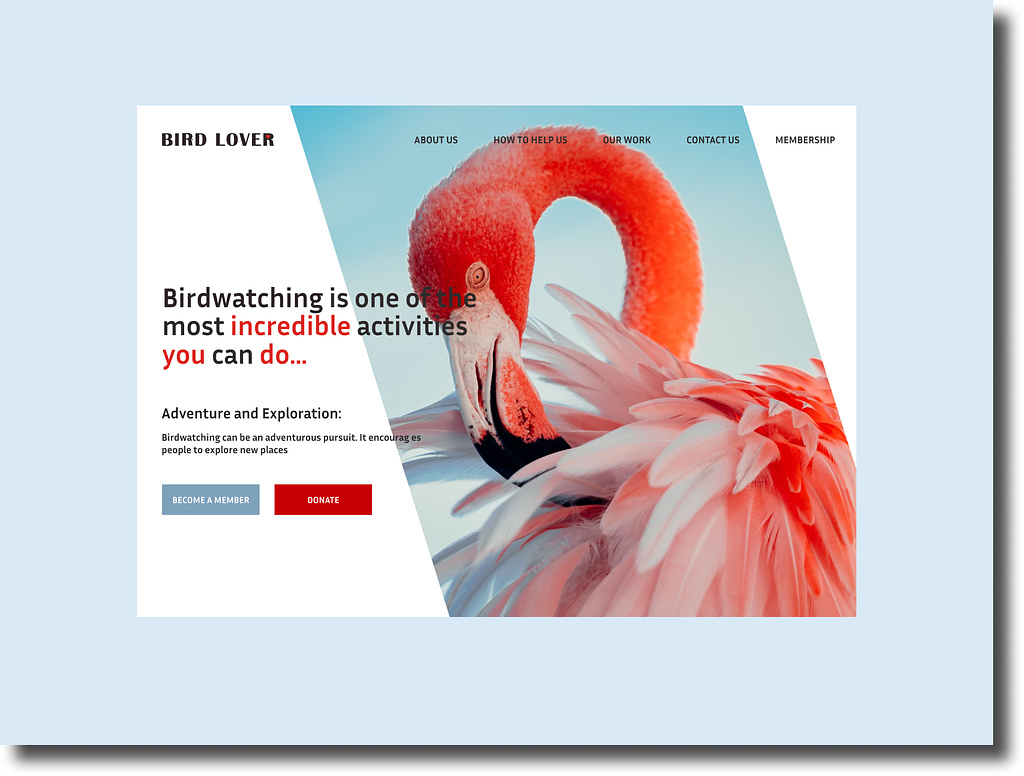 BIRD LOVER
ABOUT US HOW TO HELP US OUR WORK CONTACT US MEMBERSHIP
Birdwatching is one of the
most incredible activities
you can do...
Adventure and Exploration:
Birdwatching can be an adventurous pursuit. It encourag es
people to explore new places
BECOME A MEMBER DONATE